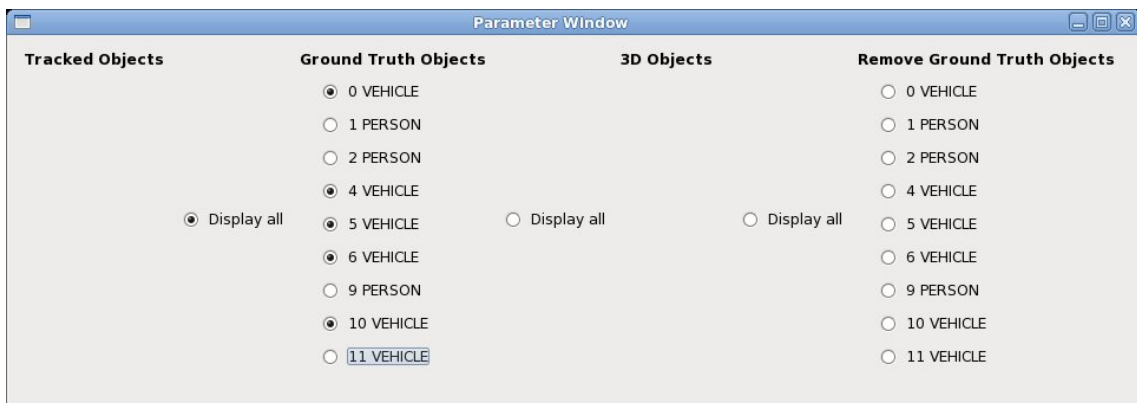 Parameter Window
Tracked Objects Ground Truth Objects 3D Objects Remove Ground Truth Objects
0 VEHICLE 0 VEHICLE
1 PERSON 1 PERSON
2 PERSON 2 PERSON
4 VEHICLE 4 VEHICLE
Display all 5 VEHICLE Display all Display all 5 VEHICLE
6 VEHICLE 6 VEHICLE
9 PERSON 9 PERSON
10 VEHICLE 10 VEHICLE
11 VEHICLE 11 VEHICLE